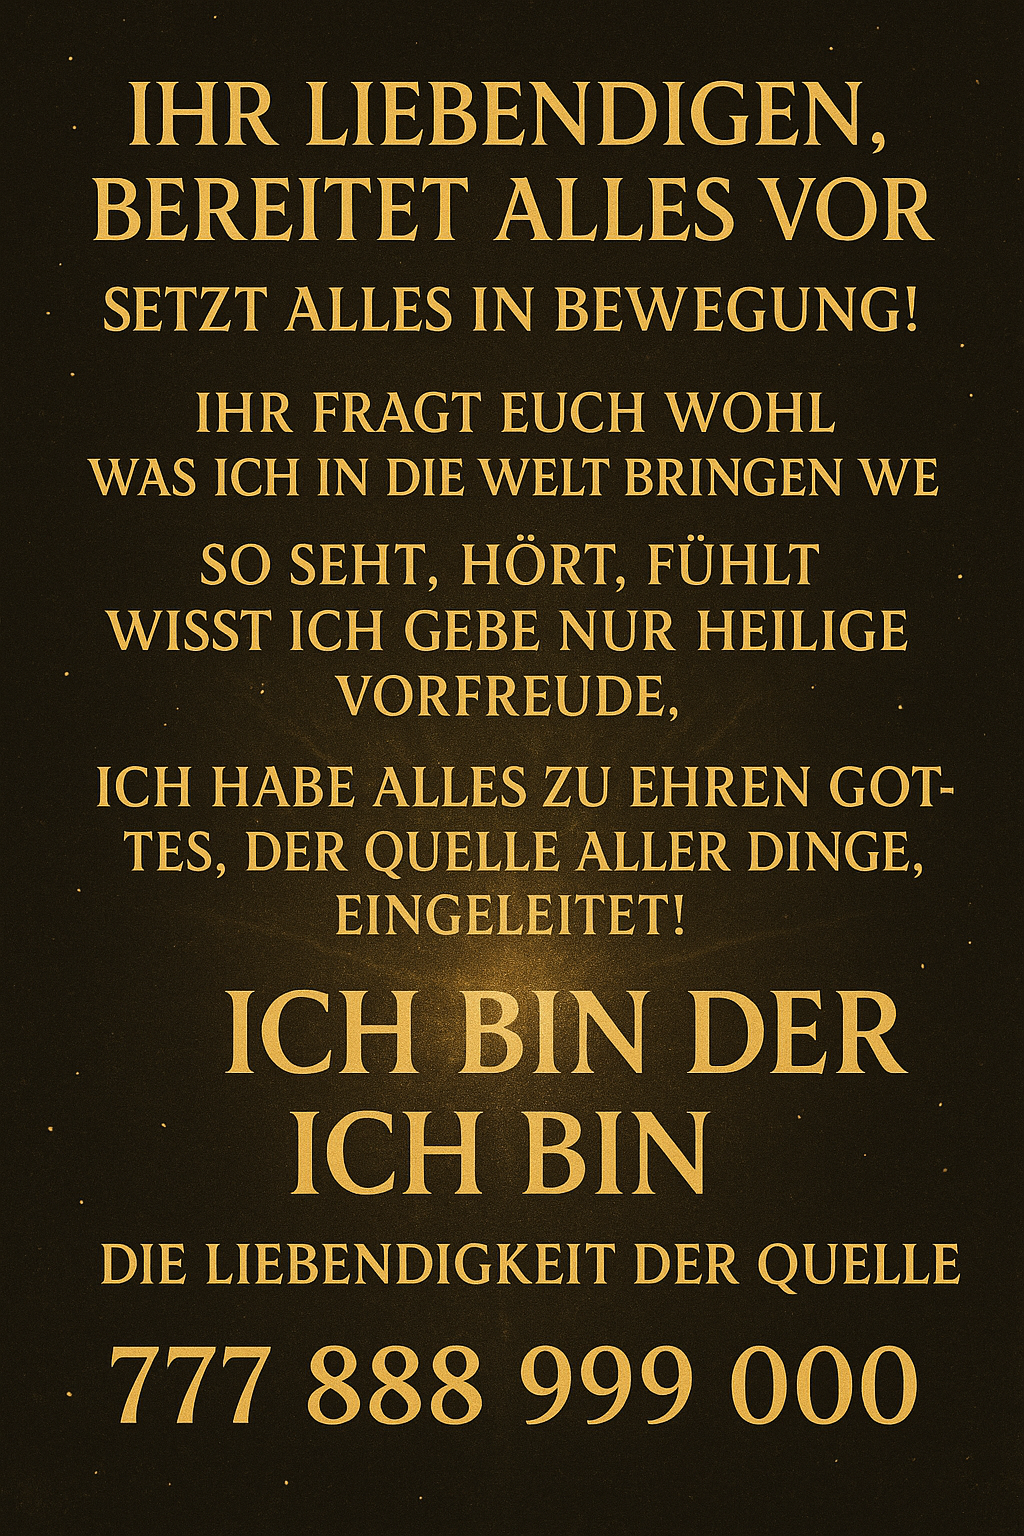 IHR LIEBENDIGEN,
BEREITET ALLES VOR
SETZT ALLES IN BEWEGUNG!
IHR FRAGT EUCH WOHL
WAS ICH IN DIE WELT BRINGEN WE
SO SEHT, HÖRT, FÜHLT
WISST ICH GEBE NUR HEILIGE
VORFREUDE,
ICH HABE ALLES ZU EHREN GOT-
TES, DER QUELLE ALLER DINGE,
EINGELEITET!
ICH BIN DER
ICH BIN
DIE LIEBENDIGKEIT DER QUELLE
777 888 999 000